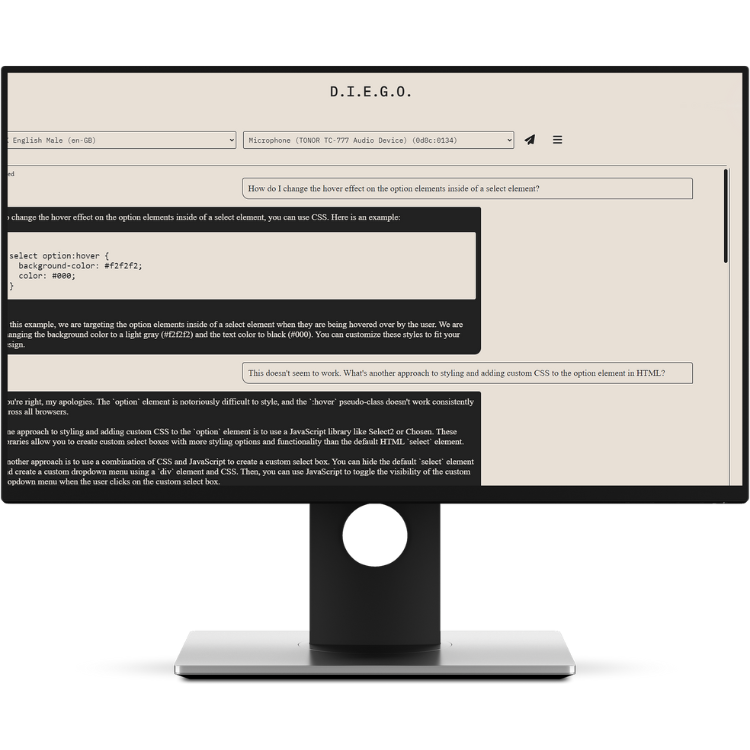 D.I.E.G.O.
English Male (en-GB)
Microphone (TONOR TC-777 Audio Device) (0d8c:0134)
How do I change the hover effect on the option elements inside of a select element?
change the hover effect on the option elements inside of a select element, you can use CSS. Here is an example:
select option:hover {
background-color: #f2f2f2;
color: #000;
}
this example, we are targeting the option elements inside of a select element when they are being hovered over by the user. We are
anging the background color to a light gray (#f2f2f2) and the text color to black (#000). You can customize these styles to fit your
sign.
This doesn't seem to work. What's another approach to styling and adding custom CSS to the option element in HTML?
ou're right, my apologies. The `option` element is notoriously difficult to style, and the `:hover` pseudo-class doesn't work consistently
ross all browsers.
ne approach to styling and adding custom CSS to the `option` element is to use a JavaScript library like Select2 or Chosen. These
raries allow you to create custom select boxes with more styling options and functionality than the default HTML `select` element.
nother approach is to use a combination of CSS and JavaScript to create a custom select box. You can hide the default `select` element
d create a custom dropdown menu using a `div` element and CSS. Then, you can use JavaScript to toggle the visibility of the custom
opdown menu when the user clicks on the custom select box.